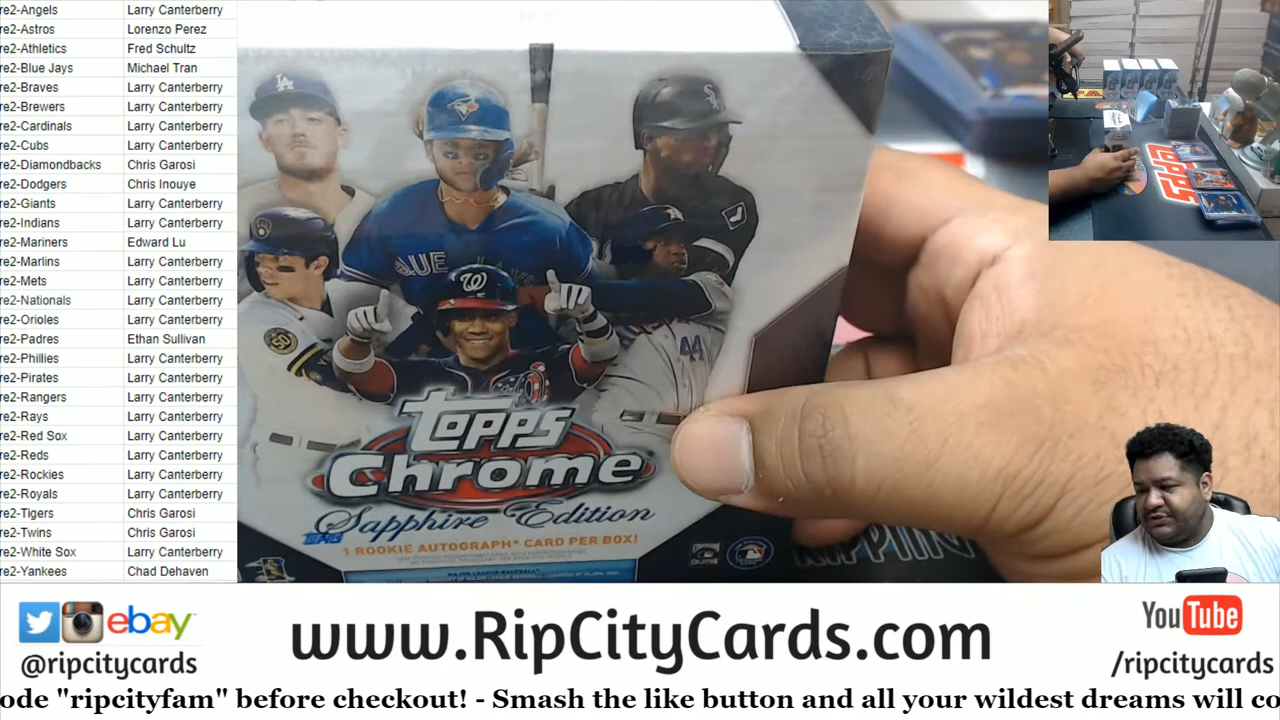 re2-Angels Larry Canterberry
re2-Astros Lorenzo Perez
re2-Athletics Fred Schultz
re2-Blue Jays Michael Tran
re2-Braves Larry Canterberry
re2-Brewers Larry Canterberry
re2-Cardinals Larry Canterberry
re2-Cubs Larry Canterberry
re2-Diamondbacks Chris Garosi
re2-Dodgers Chris Inouye
re2-Giants Larry Canterberry
re2-Indians Larry Canterberry
re2-Mariners Edward Lu
re2-Marlins Larry Canterberry
re2-Mets Larry Canterberry
re2-Nationals Larry Canterberry
re2-Orioles Larry Canterberry
re2-Padres Ethan Sullivan
re2-Phillies Larry Canterberry
re2-Pirates Larry Canterberry
re2-Rangers Larry Canterberry
re2-Rays Larry Canterberry
re2-Red Sox Larry Canterberry
re2-Reds Larry Canterberry
re2-Rockies Larry Canterberry
re2-Royals Larry Canterberry
re2-Tigers Chris Garosi
re2-Twins Chris Garosi
re2-White Sox Larry Canterberry
re2-Yankees Chad Dehaven
LA
BLUE JAYS
W
50
44
Topps
Chrome
Sapphire Edition
TOPPS
1 ROOKIE AUTOGRAPH* CARD PER BOX!
TOPPS
ebay
@ripcitycards
www.RipCityCards.com
YouTube
/ripcitycards
ode "ripcityfam" before checkout! - Smash the like button and all your wildest dreams will co